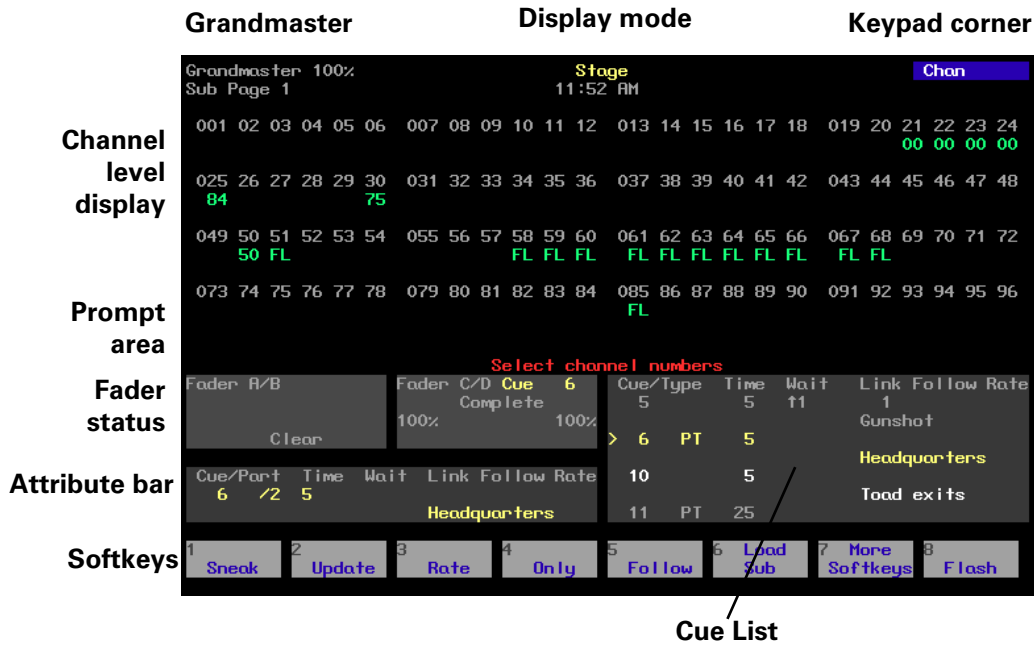 Grandmaster
Display mode
Keypad corner
Grandmaster 100%
Stage
Chan
Sub Page 1
11:52 AM
Channel
level
display
001 02 03 04 05 06 007 08 09 10 11 12 013 14 15 16 17 18 019 20 21 22 23 24
00 00 00 00
025 26 27 28 29 30 031 32 33 34 35 36 037 38 39 40 41 42 043 44 45 46 47 48
84 75
049 50 51 52 53 54 055 56 57 58 59 60 061 62 63 64 65 66 067 68 69 70 71 72
50 FL FL FL FL FL FL FL FL FL FL FL FL
073 74 75 76 77 78 079 80 81 82 83 84 085 86 87 88 89 90 091 92 93 94 95 96
FL
Prompt
area
Select channel numbers
Fader
status
Fader A/B
Clear
Fader C/D Cue 6
Complete
100% 100%
Cue/Type Time Wait Link Follow Rate
5 5 ↑1 1
Gunshot
> 6 PT 5
Headquarters
10 5
Toad exits
11 PT 25
Attribute bar
Cue/Part Time Wait Link Follow Rate
6 /2 5
Headquarters
Softkeys
1 Sneak
2 Update
3 Rate
4 Only
5 Follow
6 Load
Sub
7 More
Softkeys
8 Flash
Cue List